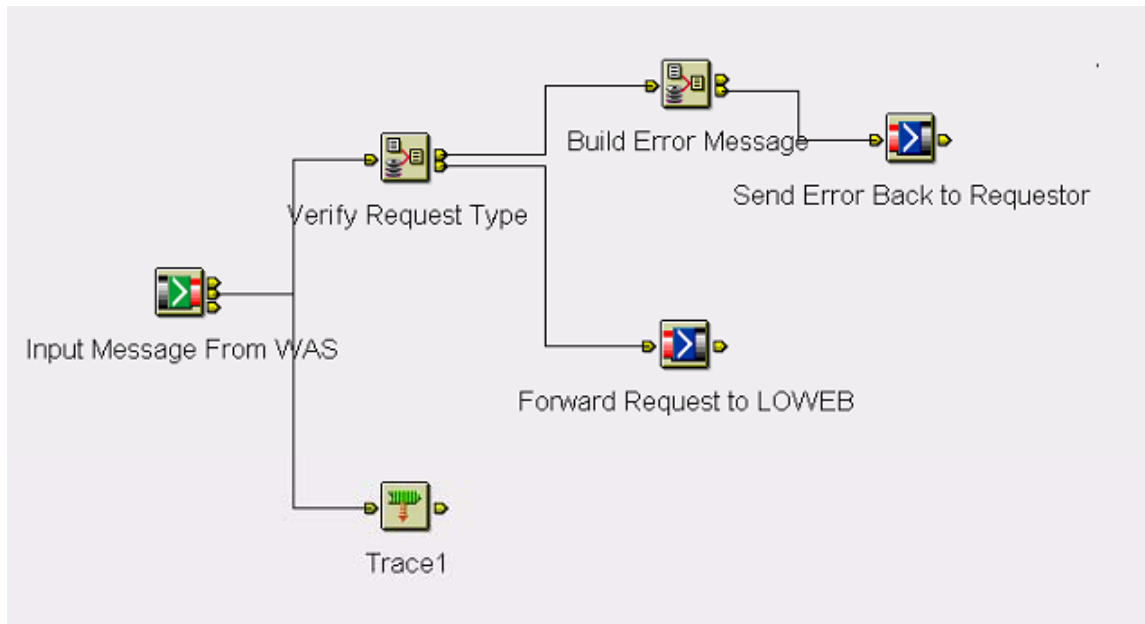 Build Error Message
Send Error Back to Requestor
Verify Request Type
Input Message From WAS
Forward Request to LOWEB
Trace1